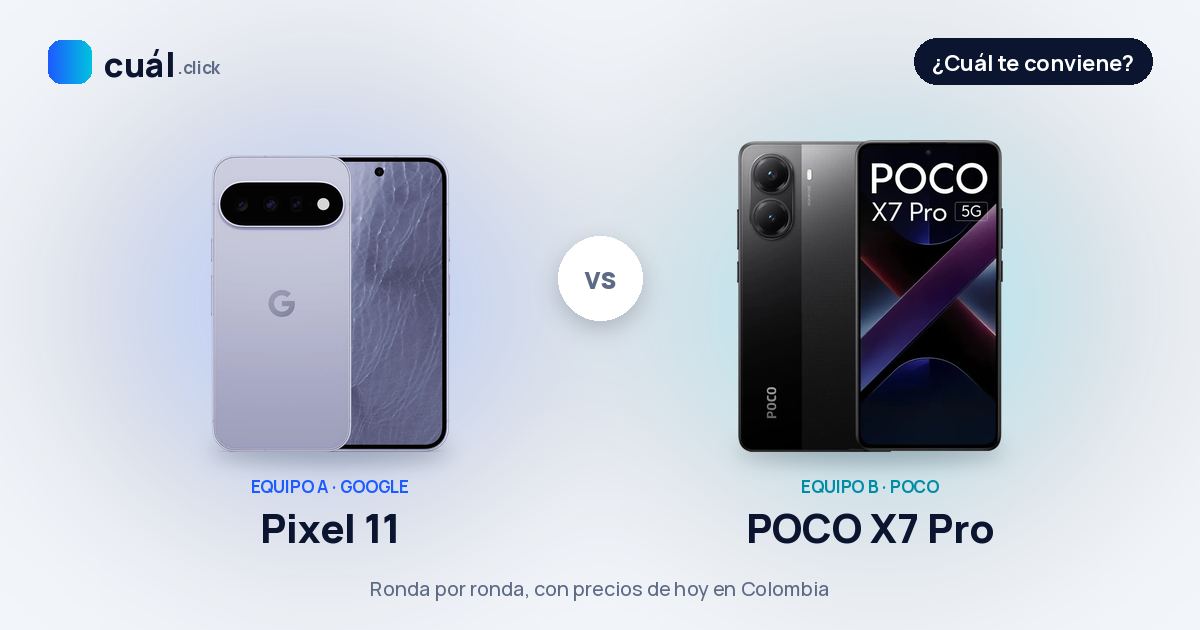 cuál.click
¿Cuál te conviene?
G
POCO
POCO
X7 Pro 5G
vs
EQUIPO A · GOOGLE
Pixel 11
EQUIPO B · POCO
POCO X7 Pro
Ronda por ronda, con precios de hoy en Colombia